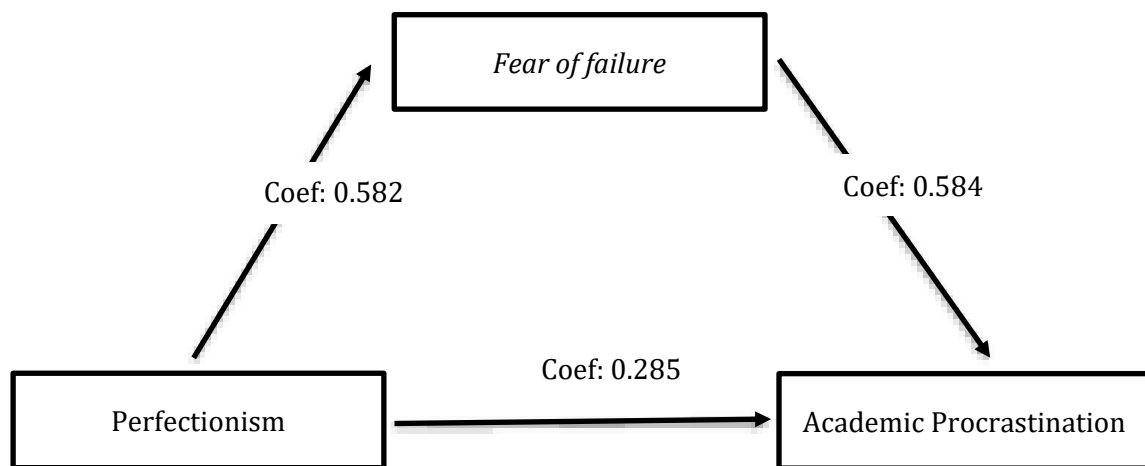 Fear of failure
Coef: 0.582
Coef: 0.584
Coef: 0.285
Perfectionism
Academic Procrastination